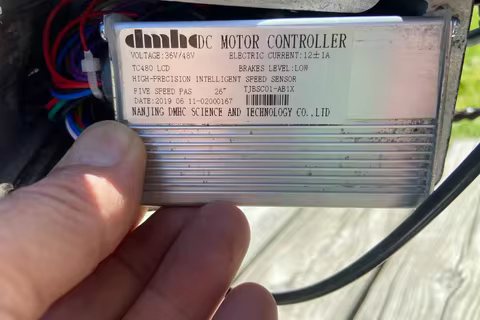 dmhc DC MOTOR CONTROLLER
VOLTAGE:36V/48V ELECTRIC CURRENT:12±1A
TC480 LCD BRAKES LEVEL:LOW
HIGH-PRECISION INTELLIGENT SPEED SENSOR
FIVE SPEED PAS 26" TJBSC01-AB1X
DATE:2019 06 11-02000167
NANJING DMHC SCIENCE AND TECHNOLOGY CO.,LTD